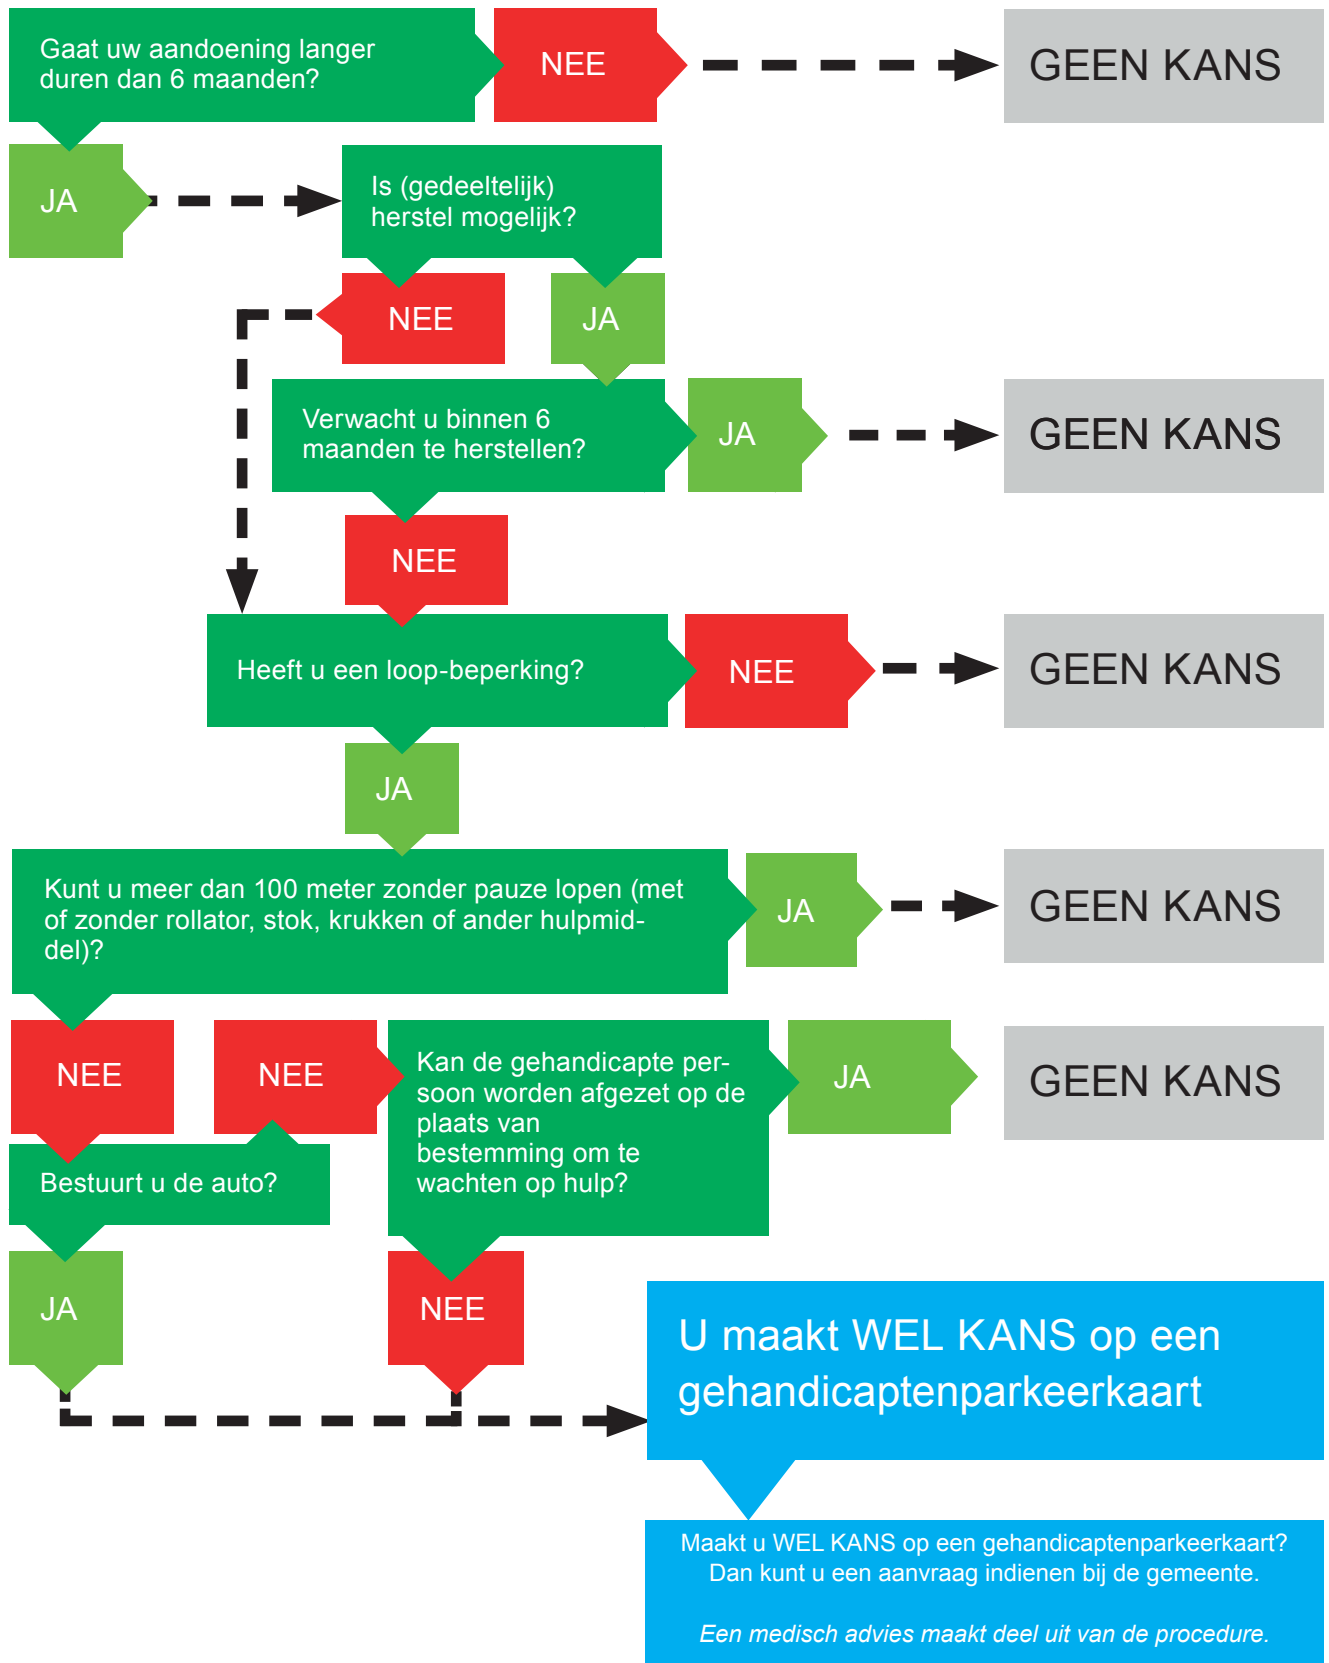 Gaat uw aandoening langer
duren dan 6 maanden?
NEE
GEEN KANS
JA
Is (gedeeltelijk)
herstel mogelijk?
NEE
JA
Verwacht u binnen 6
maanden te herstellen?
JA
GEEN KANS
NEE
Heeft u een loop-beperking?
NEE
GEEN KANS
JA
Kunt u meer dan 100 meter zonder pauze lopen (met
of zonder rollator, stok, krukken of ander hulpmid-
del)?
JA
GEEN KANS
NEE
NEE
Kan de gehandicapte per-
soon worden afgezet op de
plaats van
bestemming om te
wachten op hulp?
JA
GEEN KANS
Bestuurt u de auto?
JA
NEE
U maakt WEL KANS op een
gehandicaptenparkeerkaart
Maakt u WEL KANS op een gehandicaptenparkeerkaart?
Dan kunt u een aanvraag indienen bij de gemeente.
Een medisch advies maakt deel uit van de procedure.